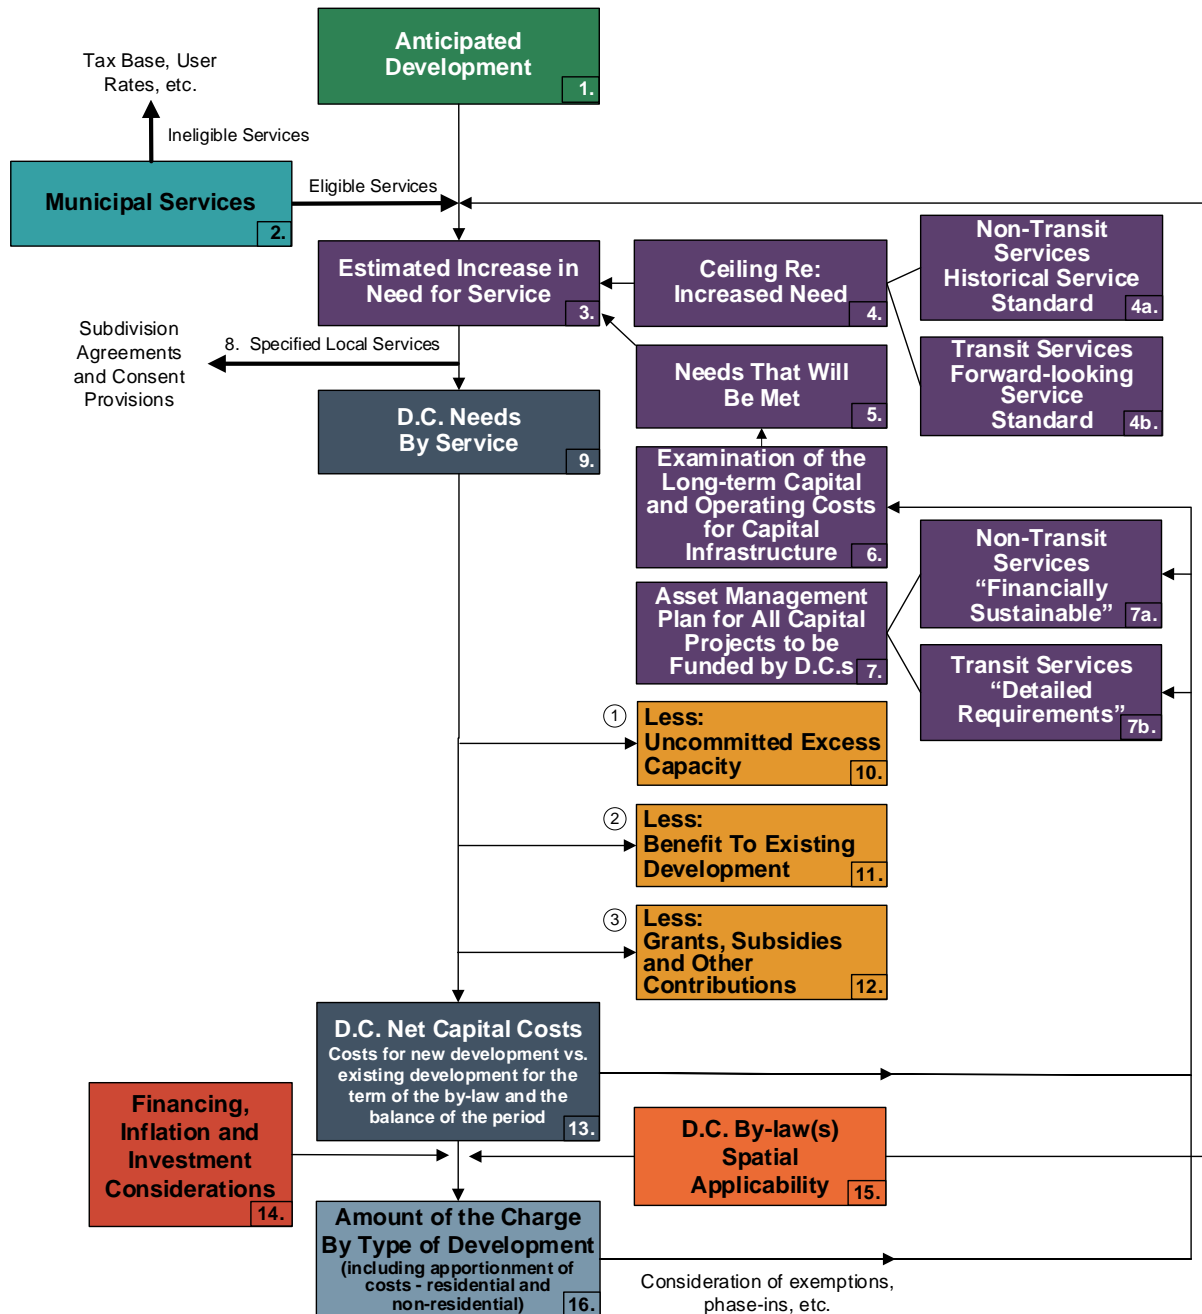 Anticipated
Development
1.
Tax Base, User
Rates, etc.
Ineligible Services
Municipal Services
2.
Eligible Services
Estimated Increase in
Need for Service
3.
Ceiling Re:
Increased Need
4.
Non-Transit
Services
Historical Service
Standard
4a.
Transit Services
Forward-looking
Service
Standard
4b.
Subdivision
Agreements
and Consent
Provisions
8. Specified Local Services
Needs That Will
Be Met
5.
D.C. Needs
By Service
9.
Examination of the
Long-term Capital
and Operating Costs
for Capital
Infrastructure
6.
Asset Management
Plan for All Capital
Projects to be
Funded by D.C.s
7.
Non-Transit
Services
“Financially
Sustainable”
7a.
Transit Services
“Detailed
Requirements”
7b.
1
Less:
Uncommitted Excess
Capacity
10.
2
Less:
Benefit To Existing
Development
11.
3
Less:
Grants, Subsidies
and Other
Contributions
12.
D.C. Net Capital Costs
Costs for new development vs.
existing development for the
term of the by-law and the
balance of the period
13.
Financing,
Inflation and
Investment
Considerations
14.
D.C. By-law(s)
Spatial
Applicability
15.
Amount of the Charge
By Type of Development
(including apportionment of
costs - residential and
non-residential)
16.
Consideration of exemptions,
phase-ins, etc.